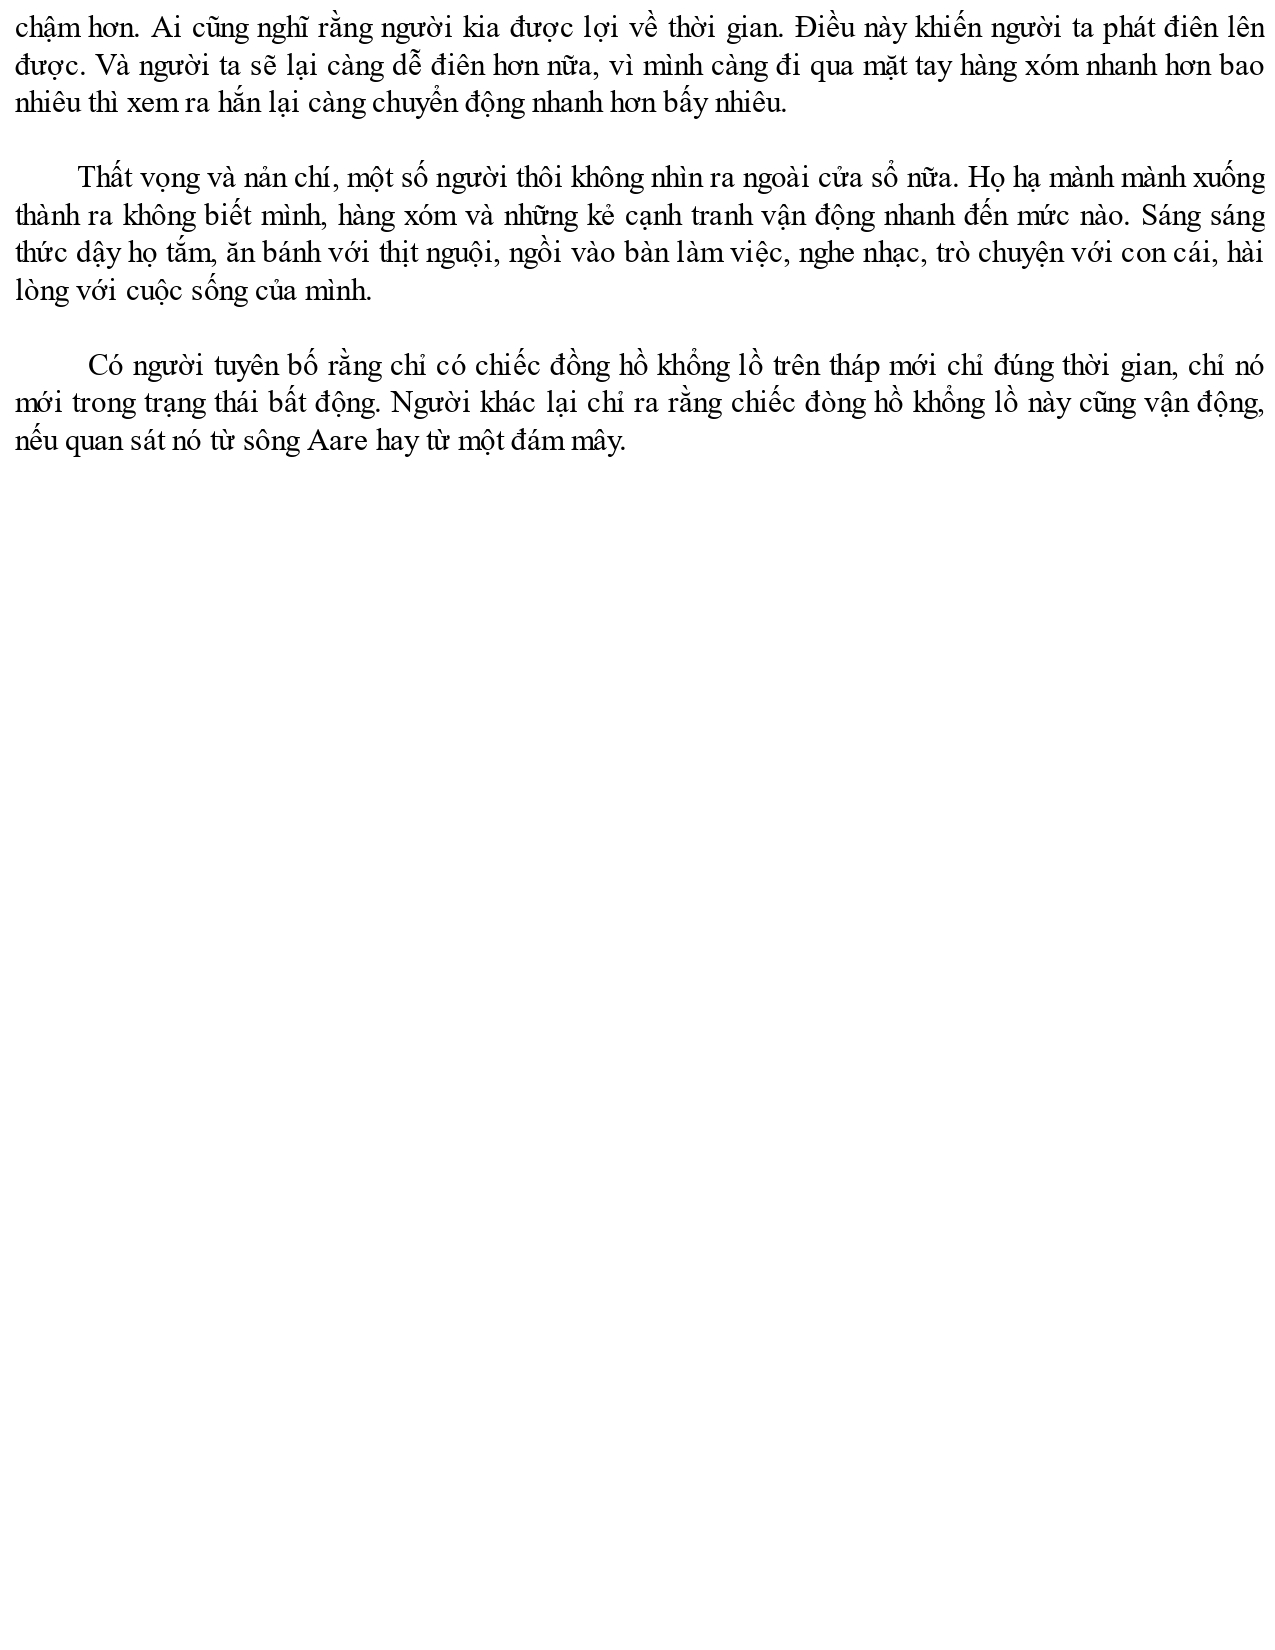 chậm hơn. Ai cũng nghĩ rằng người kia được lợi về thời gian. Điều này khiến người ta phát điên lên
được. Và người ta sẽ lại càng dễ điên hơn nữa, vì mình càng đi qua mặt tay hàng xóm nhanh hơn bao
nhiêu thì xem ra hắn lại càng chuyển động nhanh hơn bấy nhiêu.
Thất vọng và nản chí, một số người thôi không nhìn ra ngoài cửa sổ nữa. Họ hạ mành mành xuống
thành ra không biết mình, hàng xóm và những kẻ cạnh tranh vận động nhanh đến mức nào. Sáng sáng
thức dậy họ tắm, ăn bánh với thịt nguội, ngồi vào bàn làm việc, nghe nhạc, trò chuyện với con cái, hài
lòng với cuộc sống của mình.
Có người tuyên bố rằng chỉ có chiếc đồng hồ khổng lồ trên tháp mới chỉ đúng thời gian, chỉ nó
mới trong trạng thái bất động. Người khác lại chỉ ra rằng chiếc đòng hồ khổng lồ này cũng vận động,
nếu quan sát nó từ sông Aare hay từ một đám mây.